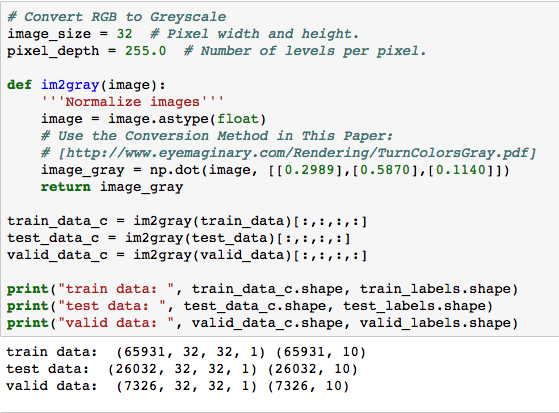 # Convert RGB to Greyscale
image_size = 32  # Pixel width and height.
pixel_depth = 255.0  # Number of levels per pixel.

def im2gray(image):
    '''Normalize images'''
    image = image.astype(float)
    # Use the Conversion Method in This Paper:
    # [http://www.eyemaginary.com/Rendering/TurnColorsGray.pdf]
    image_gray = np.dot(image, [[0.2989],[0.5870],[0.1140]])
    return image_gray

train_data_c = im2gray(train_data)[:,:,:,:]
test_data_c = im2gray(test_data)[:,:,:,:]
valid_data_c = im2gray(valid_data)[:,:,:,:]

print("train data: ", train_data_c.shape, train_labels.shape)
print("test data: ", test_data_c.shape, test_labels.shape)
print("valid data: ", valid_data_c.shape, valid_labels.shape)
train data:  (65931, 32, 32, 1) (65931, 10)
test data:  (26032, 32, 32, 1) (26032, 10)
valid data:  (7326, 32, 32, 1) (7326, 10)